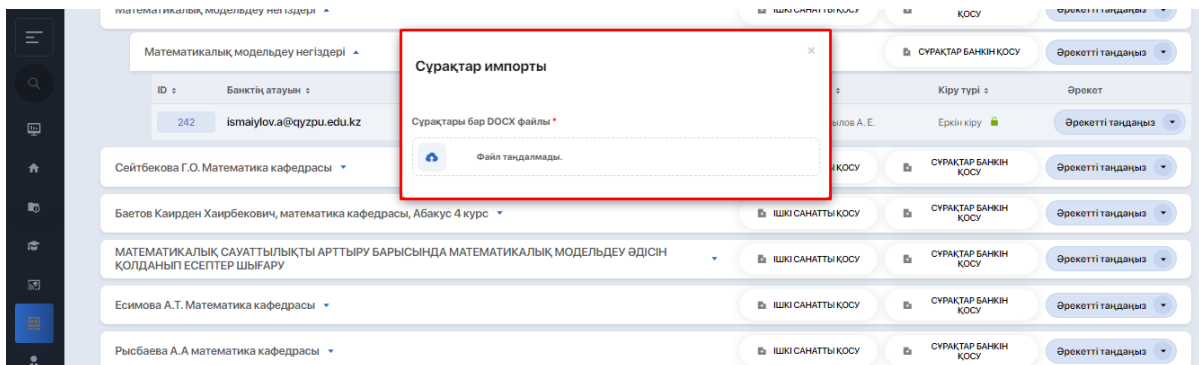 Математикалық модельдеу негіздері
ІШКІ САНАТТЫ ҚОСУ
ҚОСУ
Әрекетті таңдаңыз
Математикалық модельдеу негіздері
СҰРАҚТАР БАНКІН ҚОСУ
Әрекетті таңдаңыз
Сұрақтар импорты
×
ID
Банктің атауын
Кіру түрі
Әрекет
242
ismaiylov.a@qyzpu.edu.kz
ылов А. Е.
Еркін кіру
Әрекетті таңдаңыз
Сұрақтары бар DOCX файлы *
Файл таңдалмады.
Сейтбекова Г.О. Математика кафедрасы
ҚОСУ
СҰРАҚТАР БАНКІН
ҚОСУ
Әрекетті таңдаңыз
Баетов Каирден Хаирбекович, математика кафедрасы, Абакус 4 курс
ІШКІ САНАТТЫ ҚОСУ
СҰРАҚТАР БАНКІН
ҚОСУ
Әрекетті таңдаңыз
МАТЕМАТИКАЛЫҚ САУАТТЫЛЫҚТЫ АРТТЫРУ БАРЫСЫНДА МАТЕМАТИКАЛЫҚ МОДЕЛЬДЕУ ӘДІСІН
ҚОЛДАНЫП ЕСЕПТЕР ШЫҒАРУ
ІШКІ САНАТТЫ ҚОСУ
СҰРАҚТАР БАНКІН
ҚОСУ
Әрекетті таңдаңыз
Есимова А.Т. Математика кафедрасы
ІШКІ САНАТТЫ ҚОСУ
СҰРАҚТАР БАНКІН
ҚОСУ
Әрекетті таңдаңыз
Рысбаева А.А математика кафедрасы
ІШКІ САНАТТЫ ҚОСУ
СҰРАҚТАР БАНКІН
ҚОСУ
Әрекетті таңдаңыз